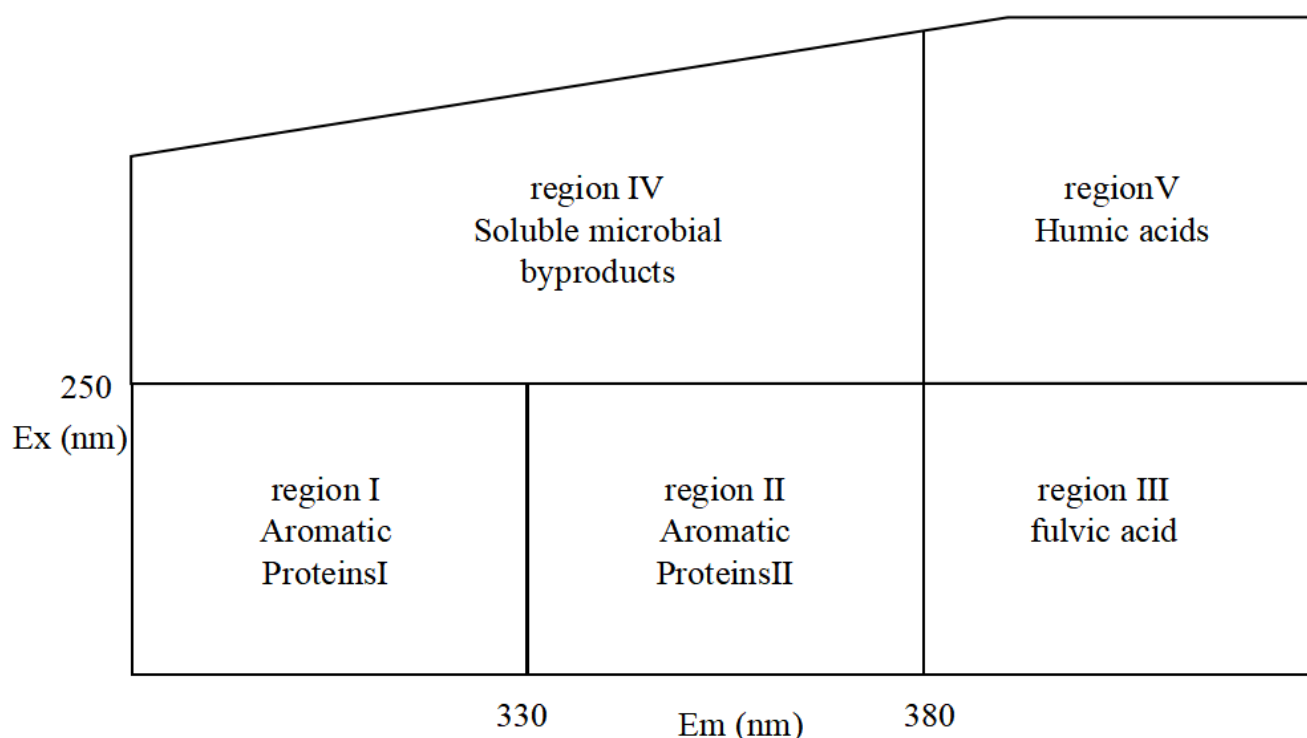 region IV
Soluble microbial
byproducts
regionV
Humic acids
250
Ex (nm)
region I
Aromatic
ProteinsI
region II
Aromatic
ProteinsII
region III
fulvic acid
330
Em (nm)
380